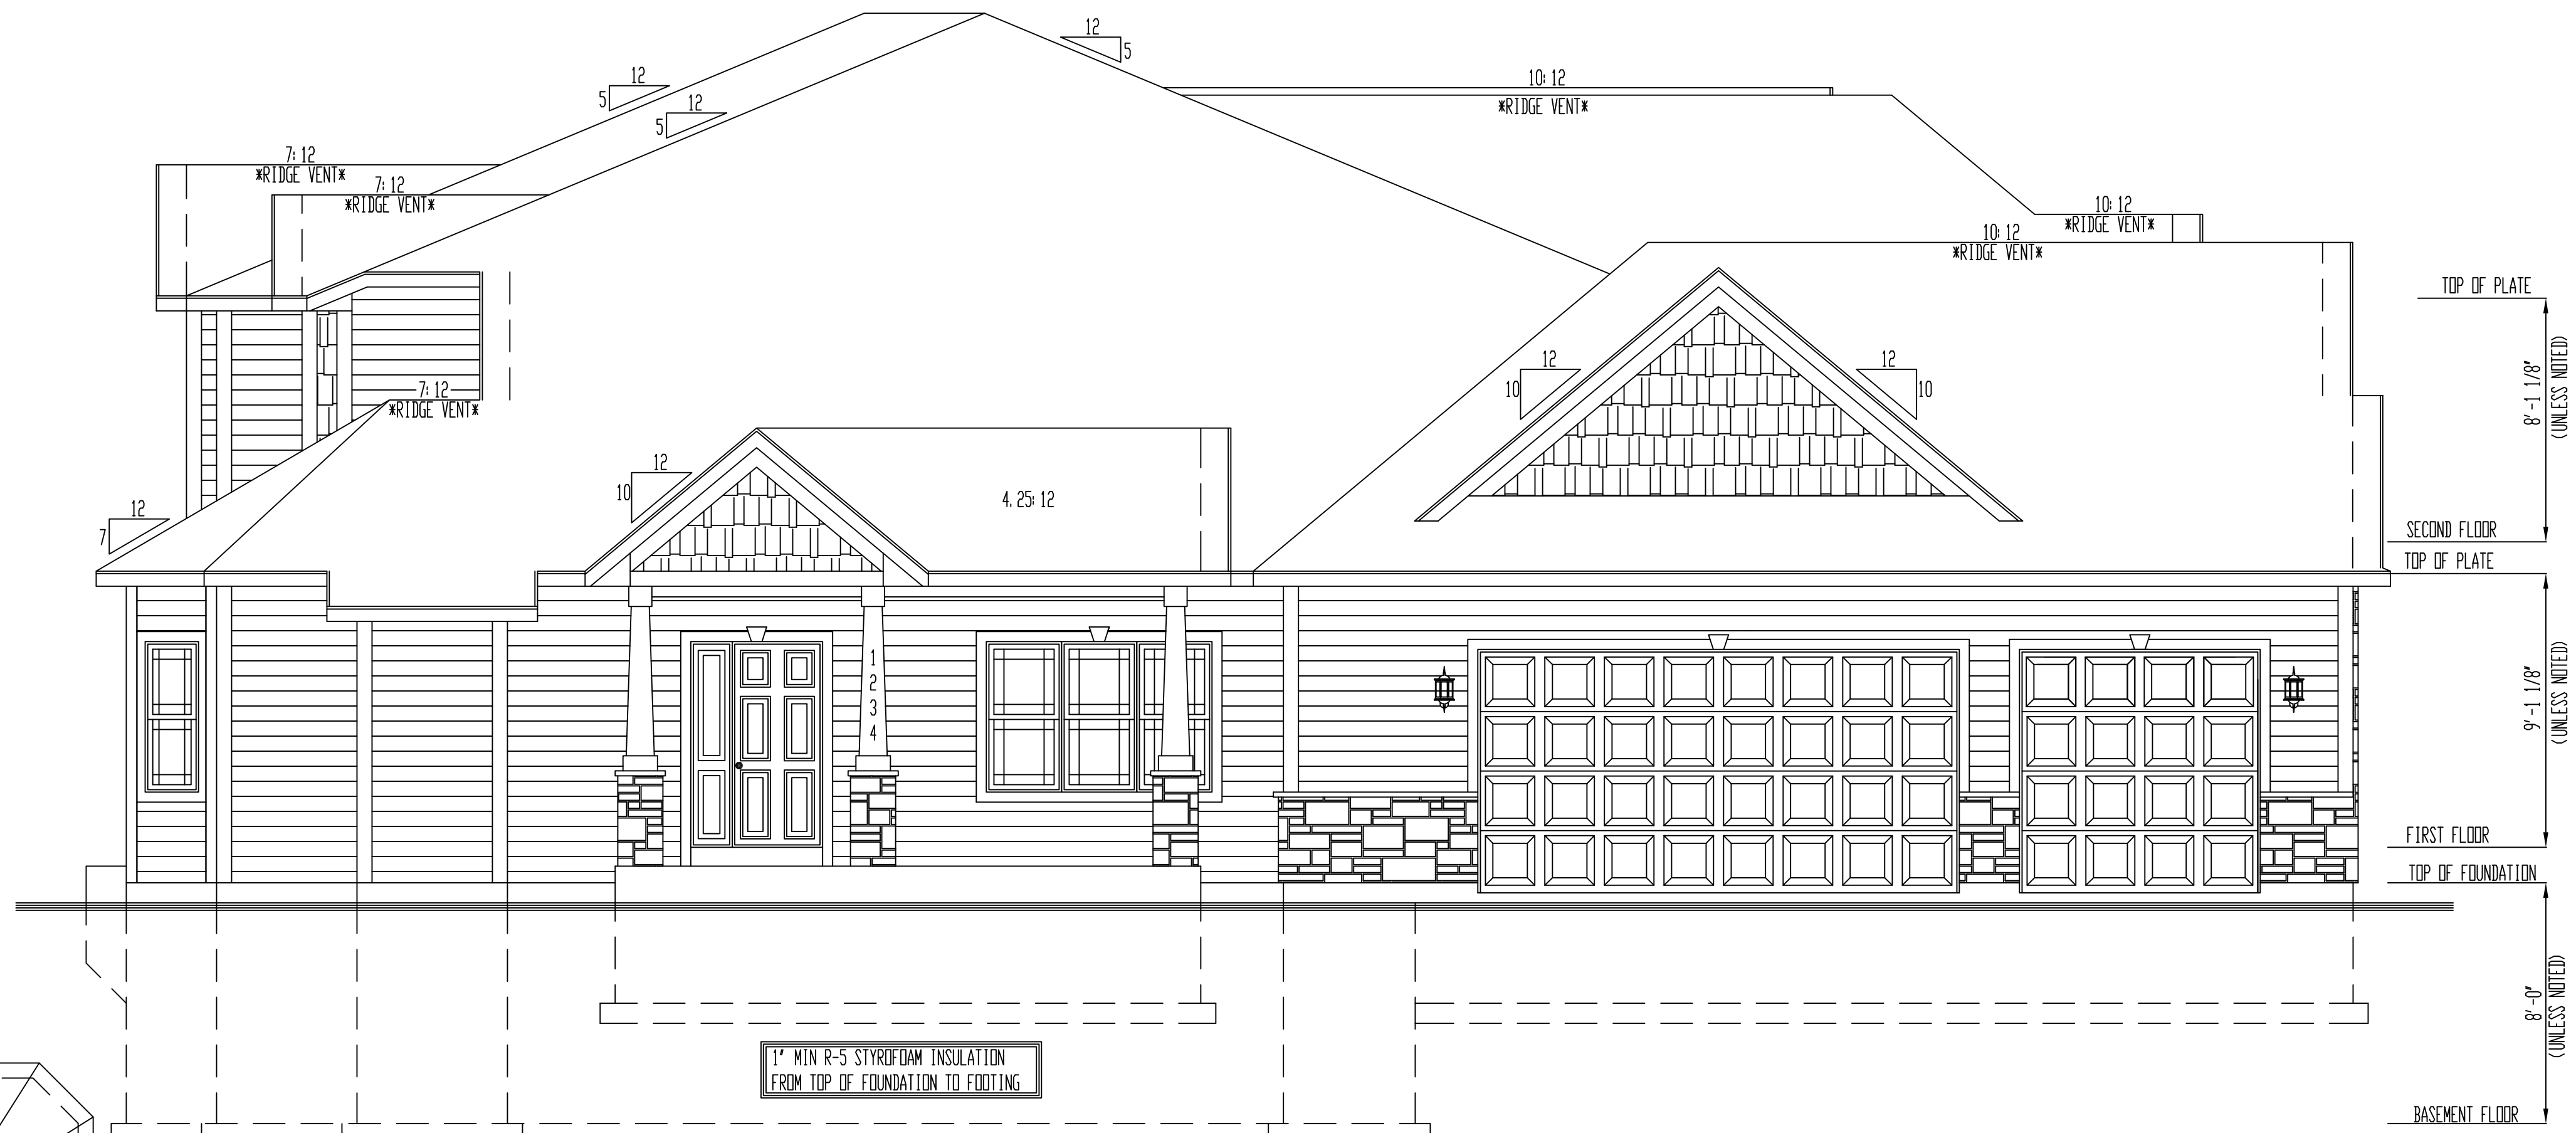 12
5
12
5
12
5
10:12
*RIDGE VENT*
7:12
*RIDGE VENT*
7:12
*RIDGE VENT*
10:12
*RIDGE VENT*
10:12
*RIDGE VENT*
TOP OF PLATE
8'-1 1/8"
(UNLESS NOTED)
12
10
12
10
7:12
*RIDGE VENT*
12
10
4.25:12
12
7
SECOND FLOOR
TOP OF PLATE
9'-1 1/8"
(UNLESS NOTED)
1
2
3
4
FIRST FLOOR
TOP OF FOUNDATION
8'-0"
(UNLESS NOTED)
1" MIN R-5 STYROFOAM INSULATION
FROM TOP OF FOUNDATION TO FOOTING
BASEMENT FLOOR